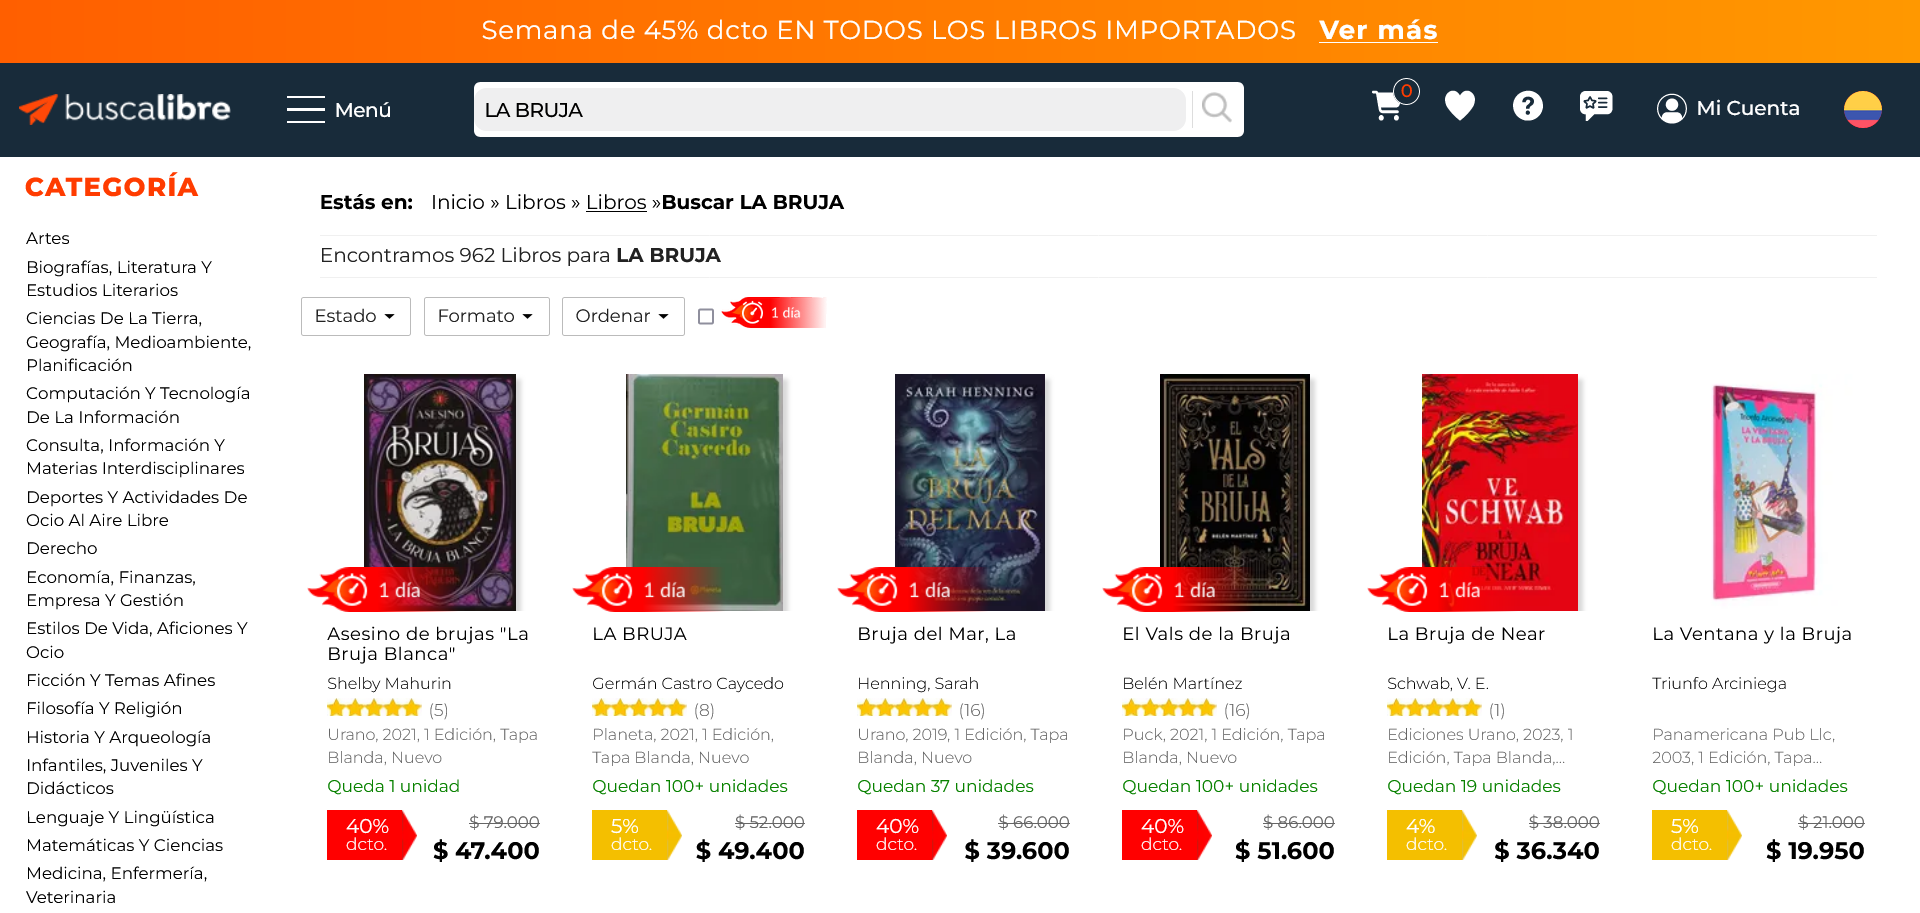 Semana de 45% dcto EN TODOS LOS LIBROS IMPORTADOS Ver más
buscalibre
Menú
LA BRUJA
0
Mi Cuenta
CATEGORÍA
Artes
Biografías, Literatura Y
Estudios Literarios
Ciencias De La Tierra,
Geografía, Medioambiente,
Planificación
Computación Y Tecnología
De La Información
Consulta, Información Y
Materias Interdisciplinares
Deportes Y Actividades De
Ocio Al Aire Libre
Derecho
Economía, Finanzas,
Empresa Y Gestión
Estilos De Vida, Aficiones Y
Ocio
Ficción Y Temas Afines
Filosofía Y Religión
Historia Y Arqueología
Infantiles, Juveniles Y
Didácticos
Lenguaje Y Lingüística
Matemáticas Y Ciencias
Medicina, Enfermería,
Veterinaria
Estás en: Inicio » Libros » Libros »Buscar LA BRUJA
Encontramos 962 Libros para LA BRUJA
Estado
Formato
Ordenar
1 día
ASESINO
de
BRUJAS
LA BRUJA BLANCA
1 día
Asesino de brujas "La
Bruja Blanca"
Shelby Mahurin
(5)
Urano, 2021, 1 Edición, Tapa
Blanda, Nuevo
Queda 1 unidad
40%
dcto.
$ 79.000
$ 47.400
Germán
Castro
Caycedo
LA
BRUJA
Planeta
1 día
LA BRUJA
Germán Castro Caycedo
(8)
Planeta, 2021, 1 Edición,
Tapa Blanda, Nuevo
Quedan 100+ unidades
5%
dcto.
$ 52.000
$ 49.400
SARAH HENNING
LA
BRUJA
DEL MAR
1 día
Bruja del Mar, La
Henning, Sarah
(16)
Urano, 2019, 1 Edición, Tapa
Blanda, Nuevo
Quedan 37 unidades
40%
dcto.
$ 66.000
$ 39.600
EL
VALS
DE LA
BRUJA
BELÉN MARTÍNEZ
1 día
El Vals de la Bruja
Belén Martínez
(16)
Puck, 2021, 1 Edición, Tapa
Blanda, Nuevo
Quedan 100+ unidades
40%
dcto.
$ 86.000
$ 51.600
VE
SCHWAB
LA
BRUJA
DE NEAR
1 día
La Bruja de Near
Schwab, V. E.
(1)
Ediciones Urano, 2023, 1
Edición, Tapa Blanda,...
Quedan 19 unidades
4%
dcto.
$ 38.000
$ 36.340
Triunfo Arciniegas
LA VENTANA
Y LA BRUJA
La Ventana y la Bruja
Triunfo Arciniega
Panamericana Pub Llc,
2003, 1 Edición, Tapa...
Quedan 100+ unidades
5%
dcto.
$ 21.000
$ 19.950